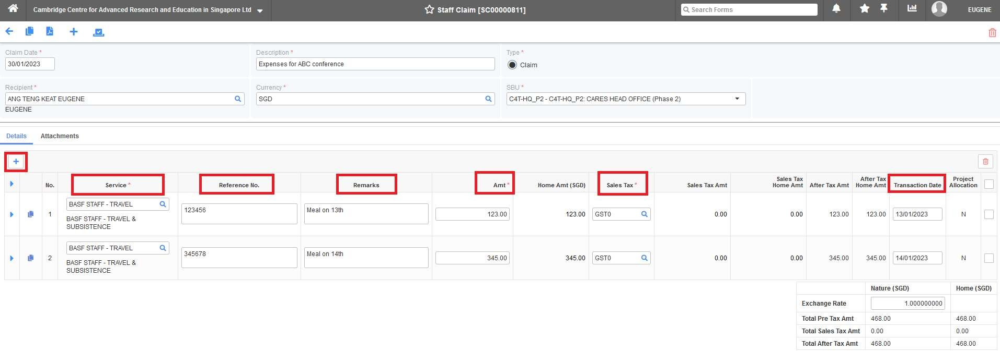 Cambridge Centre for Advanced Research and Education in Singapore Ltd
Staff Claim [SC00000811]
Search Forms
EUGENE
Claim Date *
30/01/2023
Description *
Expenses for ABC conference
Type *
Claim
Recipient *
ANG TENG KEAT EUGENE
EUGENE
Currency *
SGD
SBU *
C4T-HQ_P2 - C4T-HQ_P2: CARES HEAD OFFICE (Phase 2)
Details Attachments
No.
Service *
Reference No.
Remarks
Amt *
Home Amt (SGD)
Sales Tax *
Sales Tax Amt
Sales Tax
Home Amt
After Tax Amt
After Tax
Home Amt
Transaction Date
Project
Allocation
1
BASF STAFF - TRAVEL
BASF STAFF - TRAVEL &
SUBSISTENCE
123456
Meal on 13th
123.00
123.00
GST0
0.00
0.00
123.00
123.00
13/01/2023
N
2
BASF STAFF - TRAVEL
BASF STAFF - TRAVEL &
SUBSISTENCE
345678
Meal on 14th
345.00
345.00
GST0
0.00
0.00
345.00
345.00
14/01/2023
N
Nature (SGD) Home (SGD)
Exchange Rate 1.000000000
Total Pre Tax Amt 468.00 468.00
Total Sales Tax Amt 0.00 0.00
Total After Tax Amt 468.00 468.00